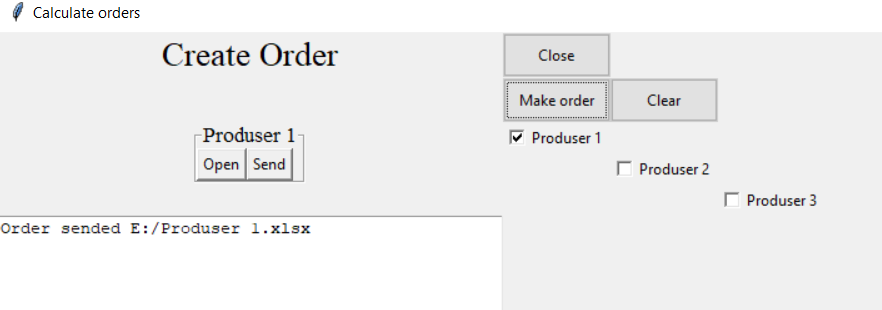 Calculate orders
Create Order
Close
Make order
Clear
Produser 1
Open
Send
Produser 1
Produser 2
Produser 3
Order sended E:/Produser 1.xlsx